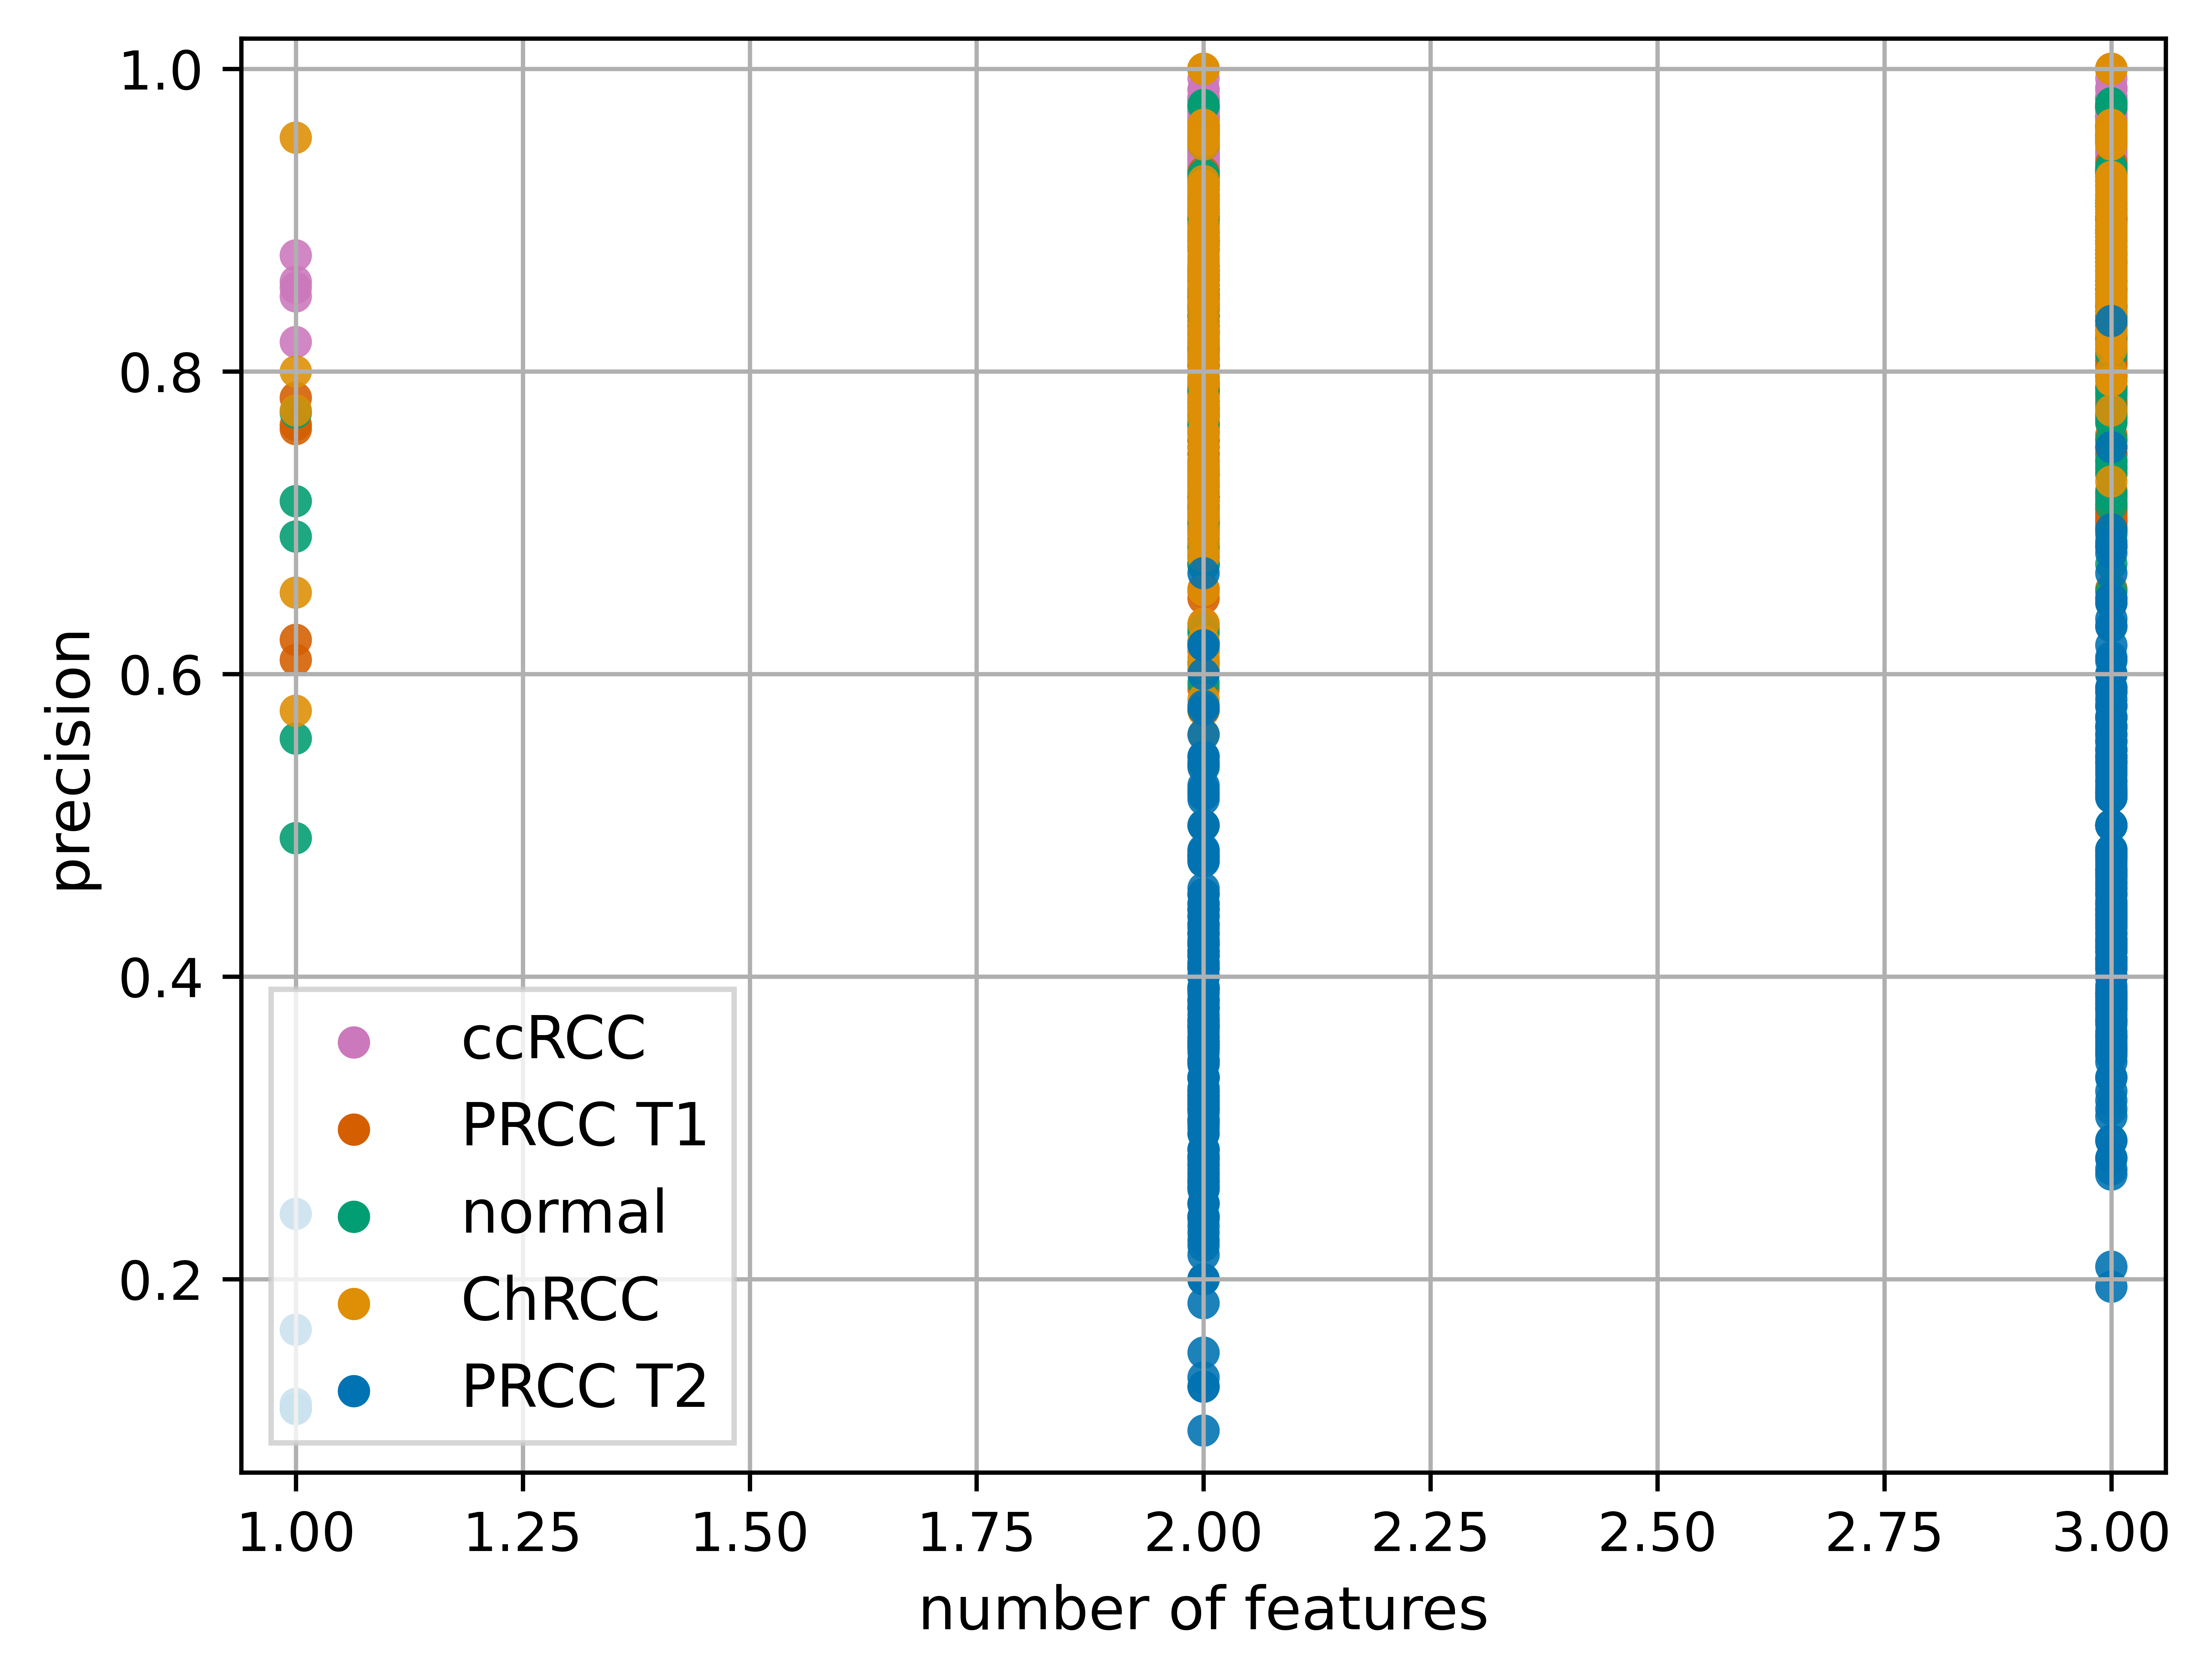 1.0
0.8
0.6
0.4
0.2
precision
ccRCC
PRCC T1
normal
ChRCC
PRCC T2
1.00 1.25 1.50 1.75 2.00 2.25 2.50 2.75 3.00
number of features